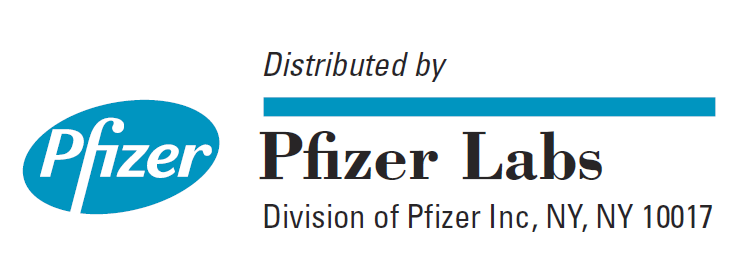 Distributed by
Pfizer
Pfizer Labs
Division of Pfizer Inc, NY, NY 10017